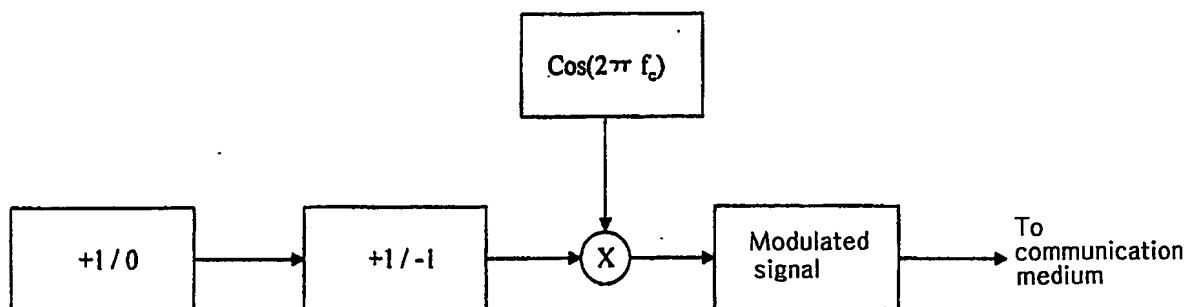 Cos(2π f_c)
+1 / 0
+1 / -1
X
Modulated
signal
To
communication
medium